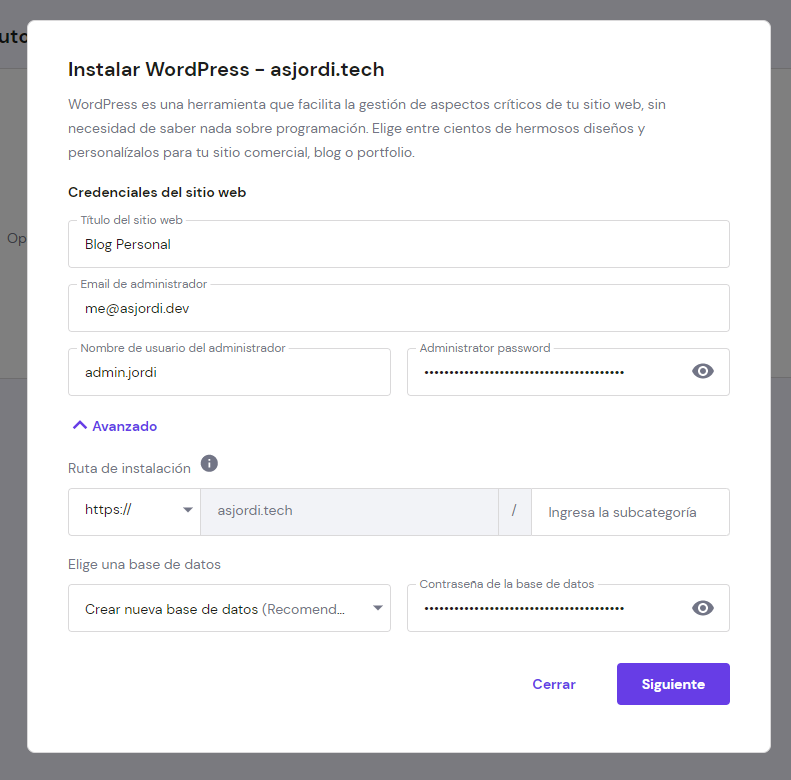 Instalar WordPress - asjordi.tech
WordPress es una herramienta que facilita la gestión de aspectos críticos de tu sitio web, sin
necesidad de saber nada sobre programación. Elige entre cientos de hermosos diseños y
personalízalos para tu sitio comercial, blog o portfolio.
Credenciales del sitio web
Título del sitio web
Blog Personal
Email de administrador
me@asjordi.dev
Nombre de usuario del administrador
admin.jordi
Administrator password
••••••••••••••••••••••••••••••••••••••••
Avanzado
Ruta de instalación
https:// asjordi.tech / Ingresa la subcategoría
Elige una base de datos
Crear nueva base de datos (Recomend...
Contraseña de la base de datos
••••••••••••••••••••••••••••••••••••••••
Cerrar Siguiente